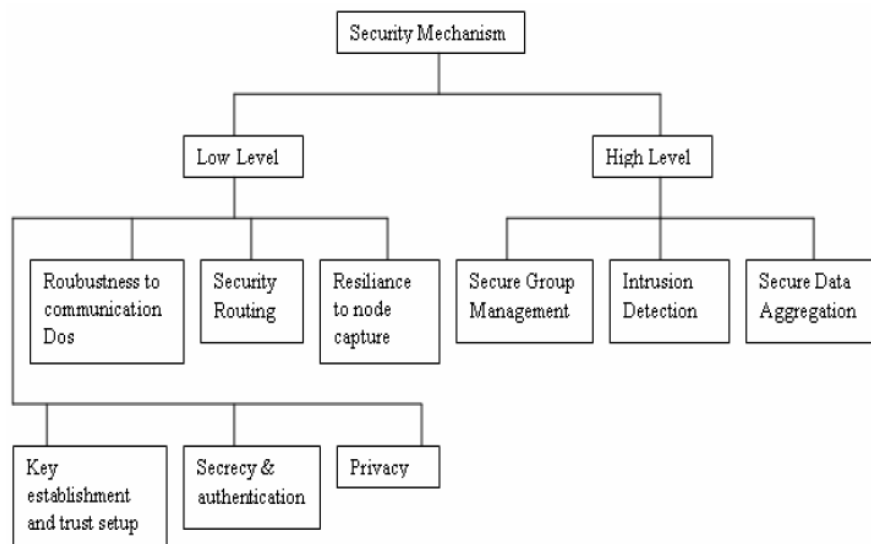 Security Mechanism
Low Level
High Level
Roubustness to
communication
Dos
Security
Routing
Resiliance
to node
capture
Secure Group
Management
Intrusion
Detection
Secure Data
Aggregation
Key
establishment
and trust setup
Secrecy &
authentication
Privacy